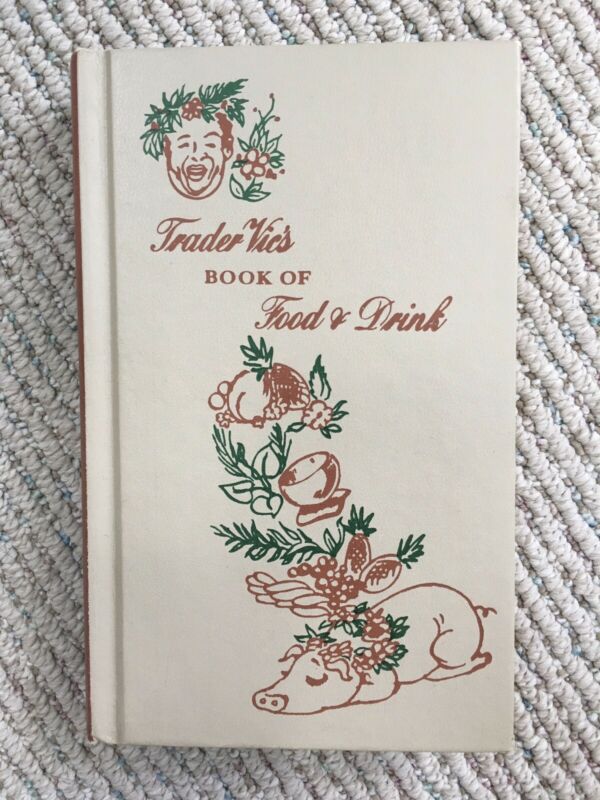 Trader Vic's
BOOK OF
Food & Drink